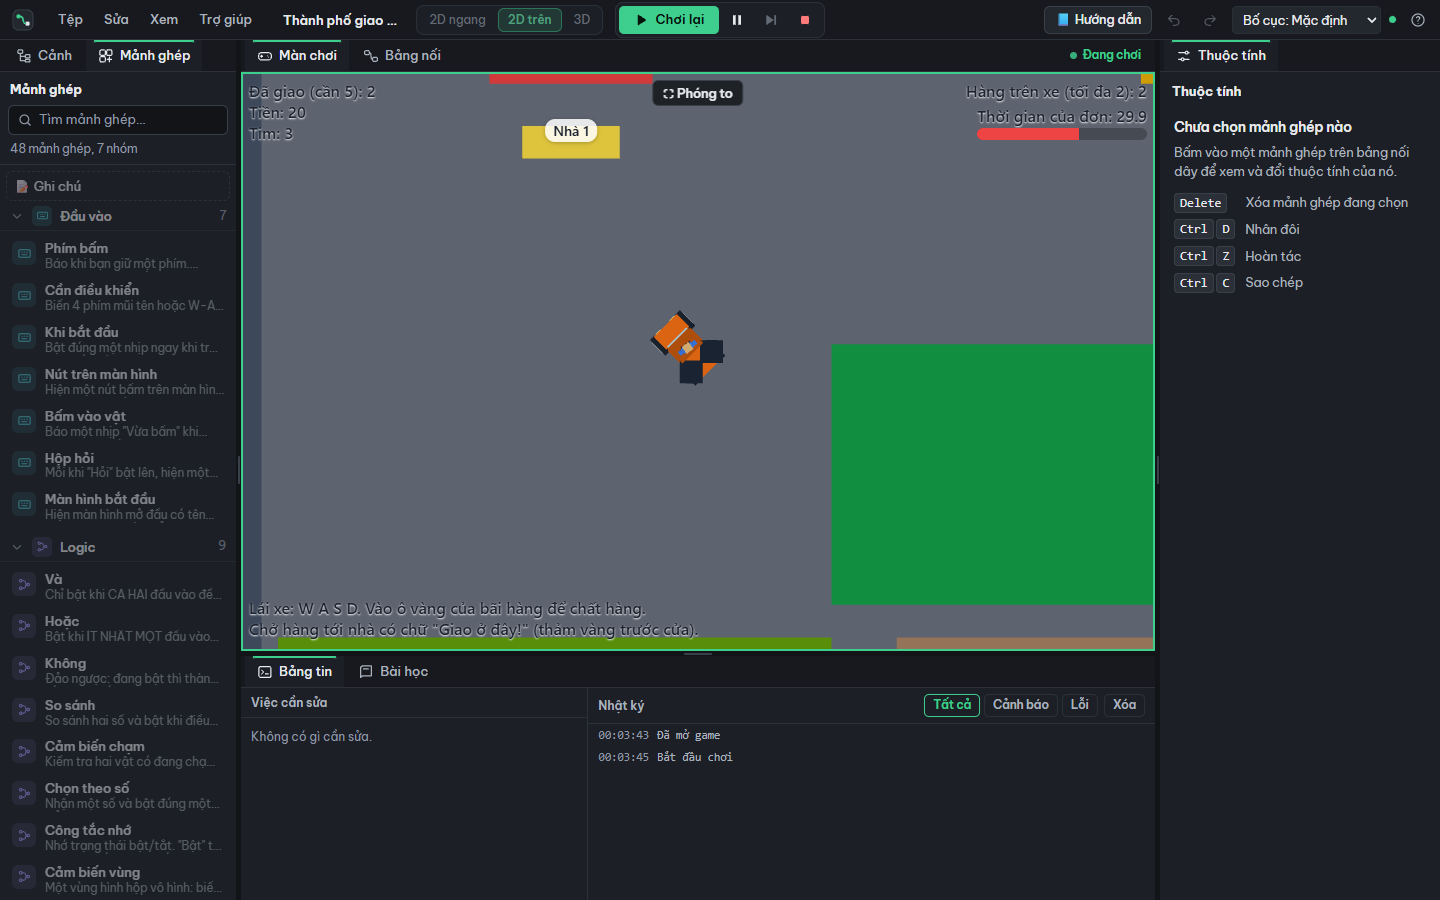 Tệp Sửa Xem Trợ giúp Thành phố giao ... 2D ngang 2D trên 3D Chơi lại Hướng dẫn Bố cục: Mặc định
Cảnh Mảnh ghép
Màn chơi Bảng nối Đang chơi
Thuộc tính
Mảnh ghép
Tìm mảnh ghép...
48 mảnh ghép, 7 nhóm
Ghi chú
Đầu vào 7
Phím bấm
Báo khi bạn giữ một phím....
Cần điều khiển
Biến 4 phím mũi tên hoặc W-A...
Khi bắt đầu
Bật đúng một nhịp ngay khi tr...
Nút trên màn hình
Hiện một nút bấm trên màn hìn...
Bấm vào vật
Báo một nhịp "Vừa bấm" khi...
Hộp hỏi
Mỗi khi "Hỏi" bật lên, hiện một...
Màn hình bắt đầu
Hiện màn hình mở đầu có tên...
Logic 9
Và
Chỉ bật khi CẢ HAI đầu vào đề...
Hoặc
Bật khi ÍT NHẤT MỘT đầu vào...
Không
Đảo ngược: đang bật thì thàn...
So sánh
So sánh hai số và bật khi điều...
Cảm biến chạm
Kiểm tra hai vật có đang chạ...
Chọn theo số
Nhận một số và bật đúng một...
Công tắc nhớ
Nhớ trạng thái bật/tắt. "Bật" t...
Cảm biến vùng
Một vùng hình hộp vô hình: biế...
Đã giao (cần 5): 2
Tiền: 20
Tim: 3
Phóng to
Nhà 1
Hàng trên xe (tối đa 2): 2
Thời gian của đơn: 29.9
Lái xe: W A S D. Vào ô vàng của bãi hàng để chất hàng.
Chở hàng tới nhà có chữ "Giao ở đây!" (thảm vàng trước cửa).
Bảng tin Bài học
Việc cần sửa
Không có gì cần sửa.
Nhật ký Tất cả Cảnh báo Lỗi Xóa
00:03:43 Đã mở game
00:03:45 Bắt đầu chơi
Thuộc tính
Chưa chọn mảnh ghép nào
Bấm vào một mảnh ghép trên bảng nối
dây để xem và đổi thuộc tính của nó.
Delete Xóa mảnh ghép đang chọn
Ctrl D Nhân đôi
Ctrl Z Hoàn tác
Ctrl C Sao chép